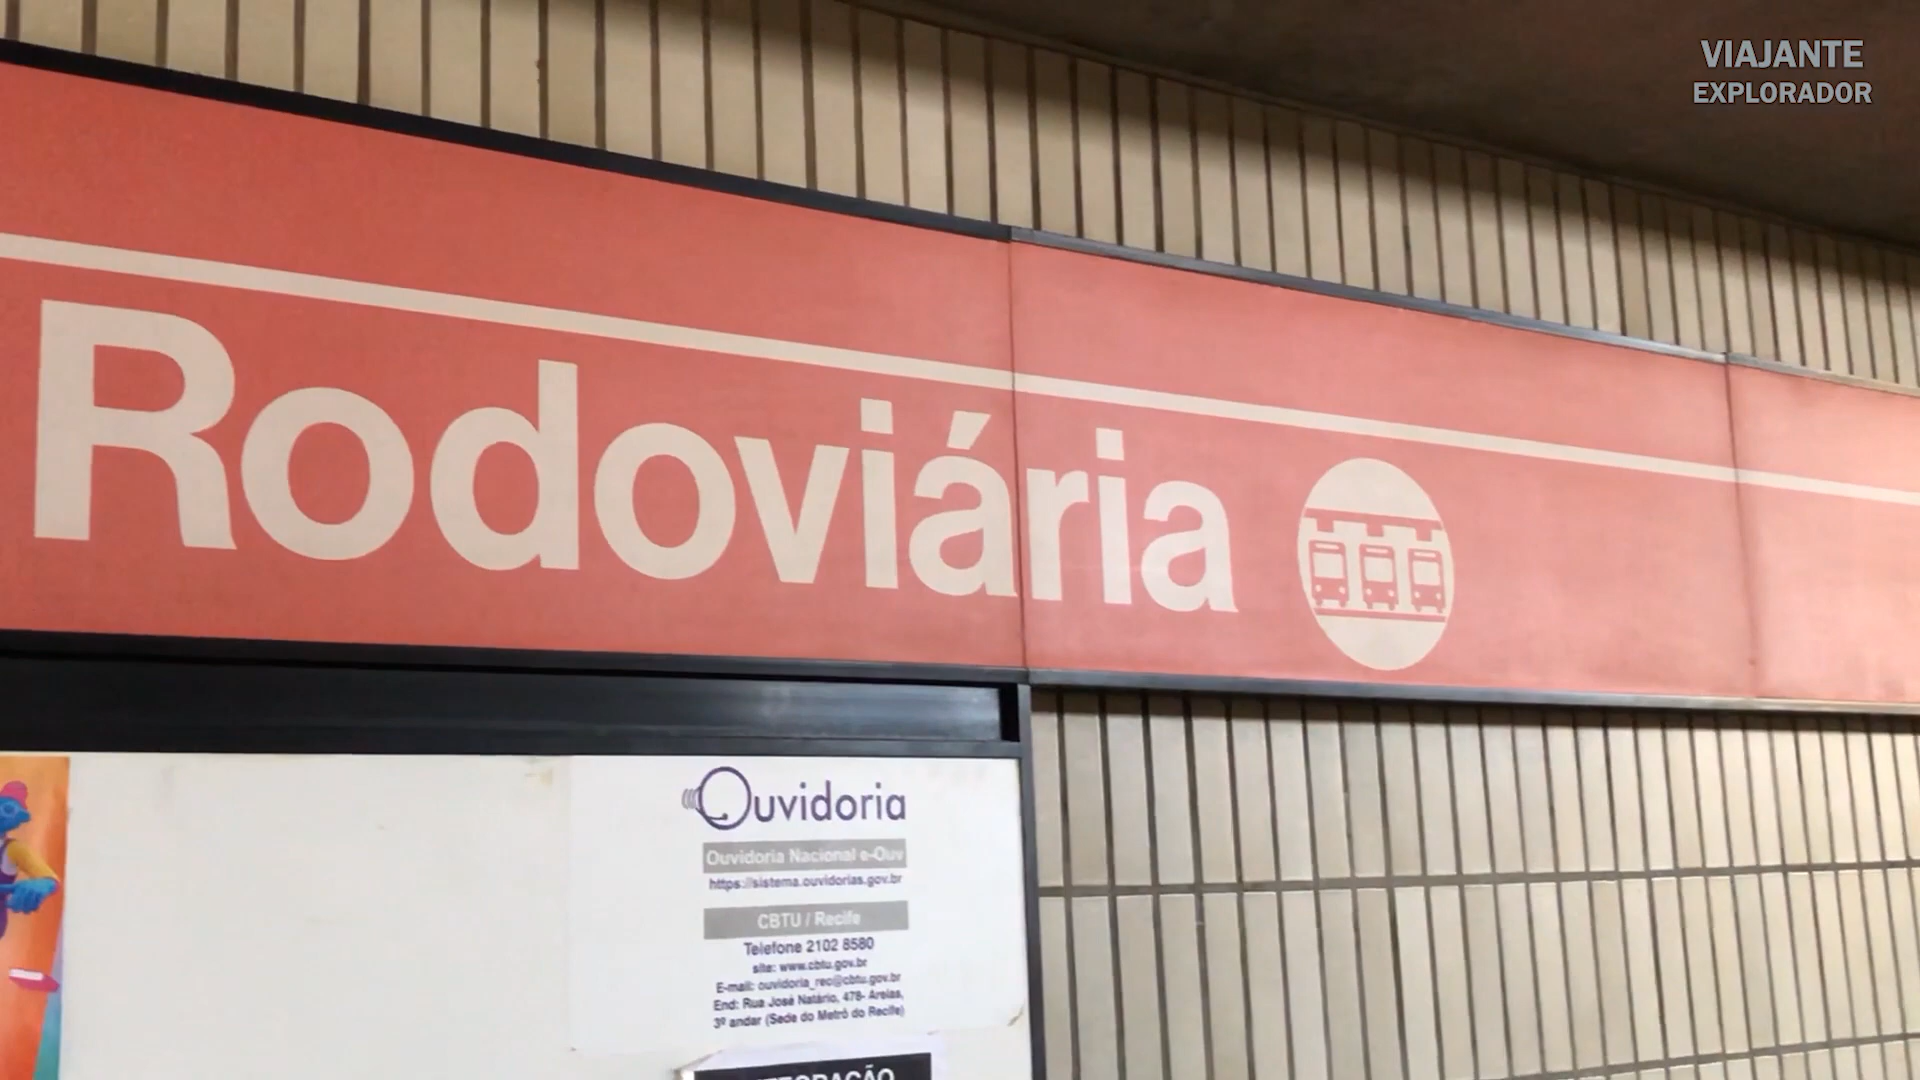 VIAJANTE
EXPLORADOR
Rodoviária
Ouvidoria
Ouvidoria Nacional e-Ouv
https://sistema.ouvidorias.gov.br
CBTU / Recife
Telefone 2102 8580
site: www.cbtu.gov.br
E-mail: ouvidoria_rec@cbtu.gov.br
End: Rua José Natário, 478- Areias,
3º andar (Sede do Metrô do Recife)